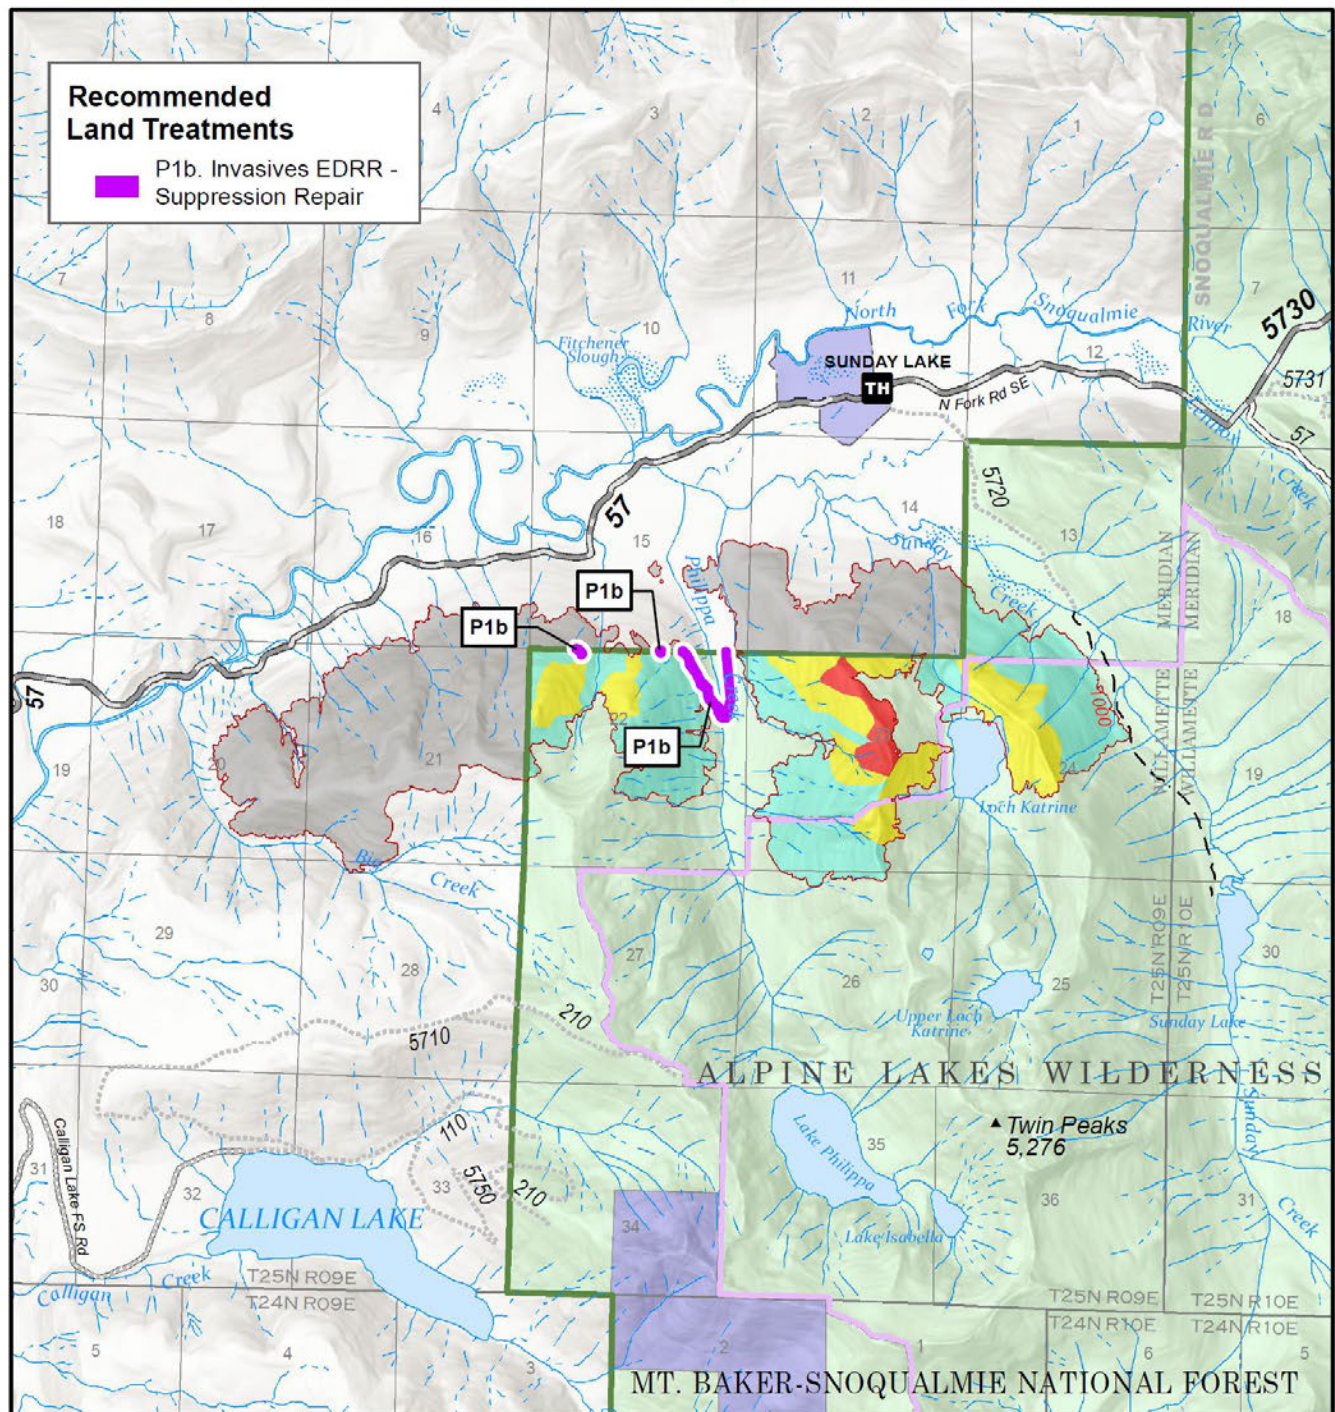 Recommended
Land Treatments
P1b. Invasives EDRR -
Suppression Repair
4
3
2
1
6
SNOQUALMIE RD
7
8
9
10
11
12
7
North Fork Snoqualmie River
Fitchener
Slough
SUNDAY LAKE
TH
N Fork Rd SE
5730
5731
57
Lennox
Creek
5720
57
18
17
16
15
14
13
18
Sunday
Creek
Philippa
Creek
MERIDIAN
MERIDIAN
WILLAMETTE
WILLAMETTE
P1b
P1b
P1b
57
19
20
21
22
24
19
1000
Loch Katrine
Big
Creek
29
30
28
27
26
25
30
T25N R09E
T25N R10E
Upper Loch
Katrine
Sunday Lake
5710
210
ALPINE LAKES WILDERNESS
Twin Peaks
5,276
Sunday
Creek
Calligan Lake FS Rd
110
5750
210
31
32
33
34
35
36
31
Lake Philippa
Lake Isabella
CALLIGAN LAKE
Calligan
Creek
T25N R09E
T24N R09E
T25N R09E
T24N R10E
T25N R10E
T24N R10E
5
4
3
2
1
6
5
MT. BAKER-SNOQUALMIE NATIONAL FOREST